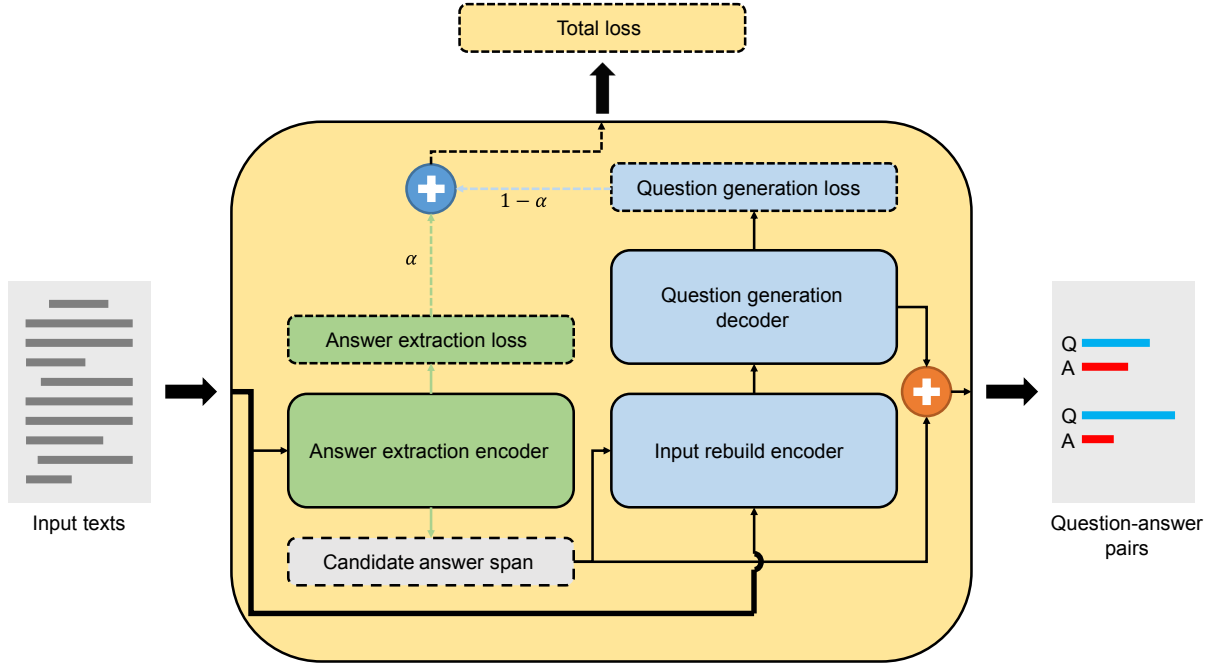 Total loss
Question generation loss
1 − α
α
Question generation
decoder
Answer extraction loss
Q
A
Answer extraction encoder
Input rebuild encoder
Q
A
Input texts
Candidate answer span
Question-answer
pairs